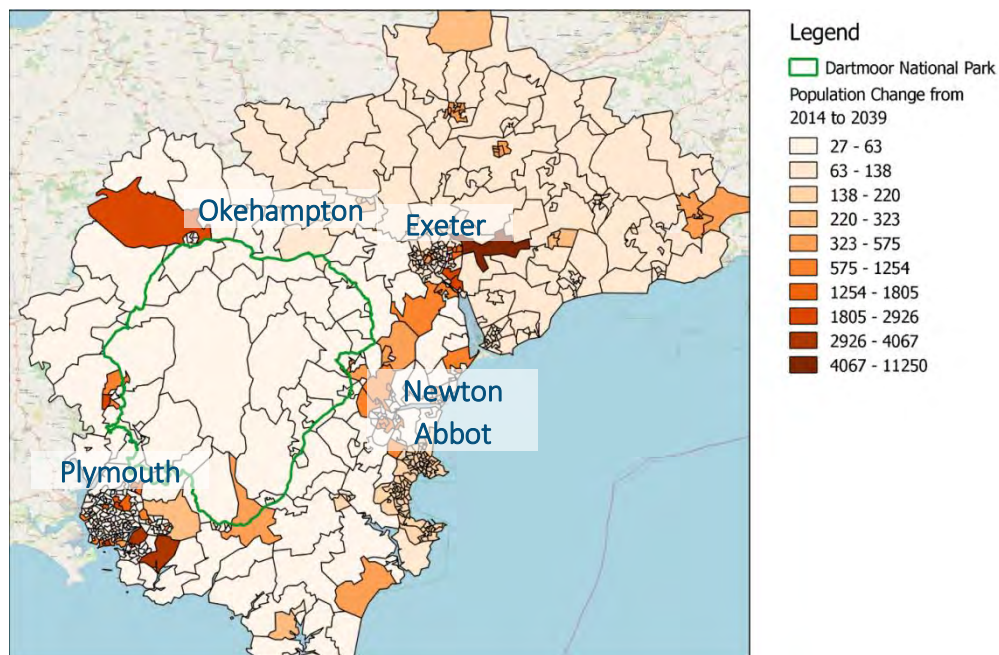 Okehampton
Exeter
Newton
Abbot
Plymouth
Legend
Dartmoor National Park
Population Change from
2014 to 2039
27 - 63
63 - 138
138 - 220
220 - 323
323 - 575
575 - 1254
1254 - 1805
1805 - 2926
2926 - 4067
4067 - 11250